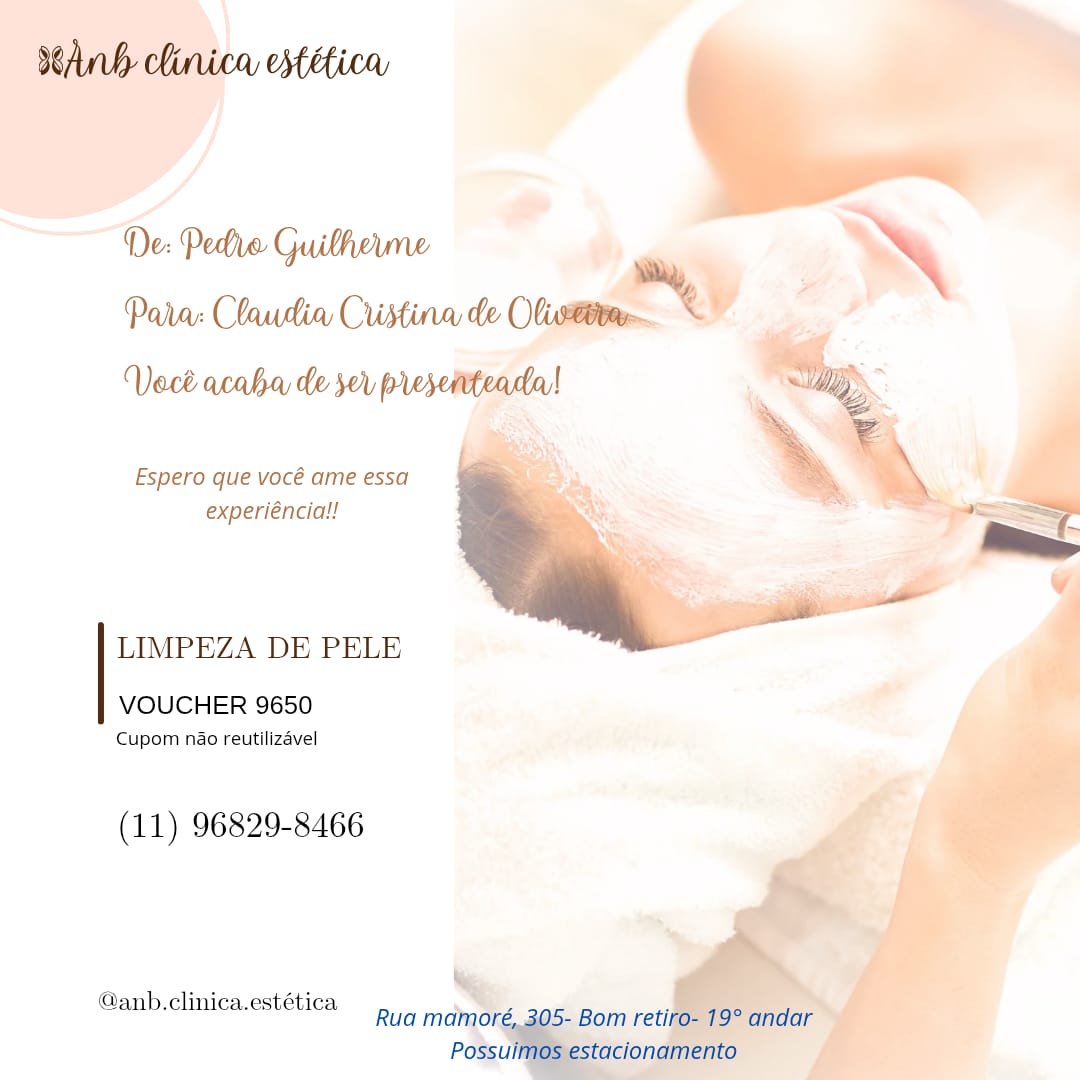 Anb clínica estética
De: Pedro Guilherme
Para: Claudia Cristina de Oliveira
Você acaba de ser presenteada!
Espero que você ame essa
experiência!!
LIMPEZA DE PELE
VOUCHER 9650
Cupom não reutilizável
(11) 96829-8466
@anb.clinica.estética
Rua mamoré, 305- Bom retiro- 19° andar
Possuimos estacionamento